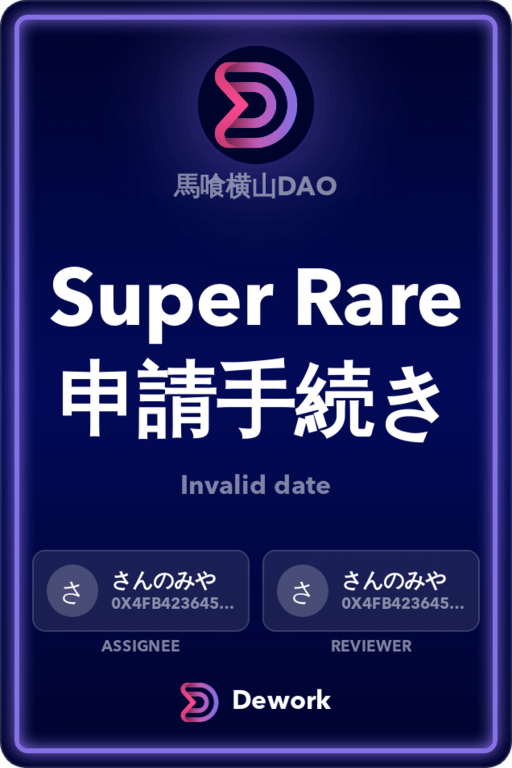 馬喰横山DAO
Super Rare
申請手続き
Invalid date
さ
さんのみや
0X4FB423645...
さ
さんのみや
0X4FB423645...
ASSIGNEE
REVIEWER
Dework